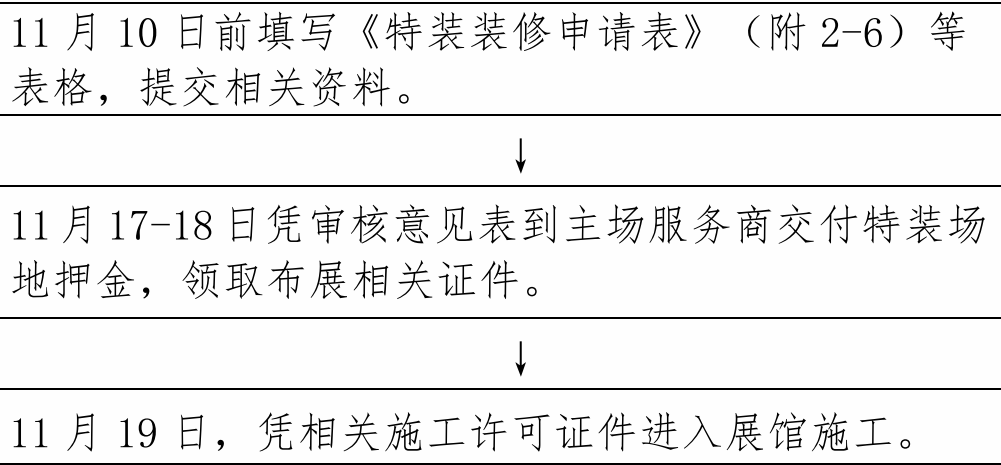 11 月 10 日前填写《特装装修申请表》（附 2-6）等
表格，提交相关资料。
↓
11 月 17-18 日凭审核意见表到主场服务商交付特装场
地押金，领取布展相关证件。
↓
11 月 19 日，凭相关施工许可证件进入展馆施工。